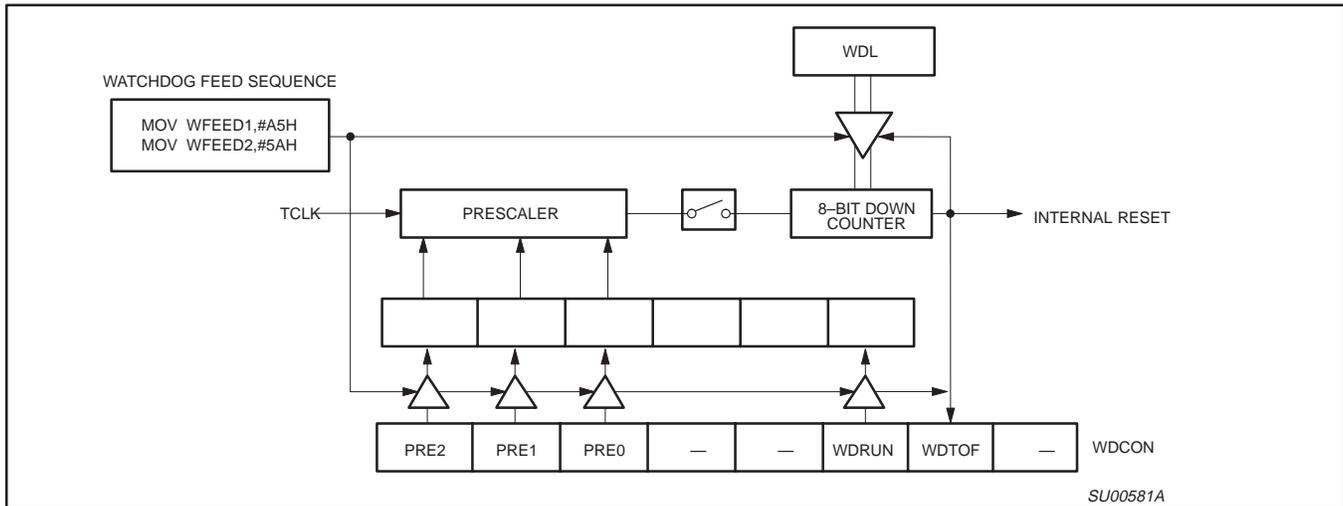 WDL
WATCHDOG FEED SEQUENCE
MOV WFEED1,#A5H
MOV WFEED2,#5AH
TCLK
PRESCALER
8–BIT DOWN
COUNTER
INTERNAL RESET
PRE2 PRE1 PRE0 — — WDRUN WDTOF — WDCON
SU00581A